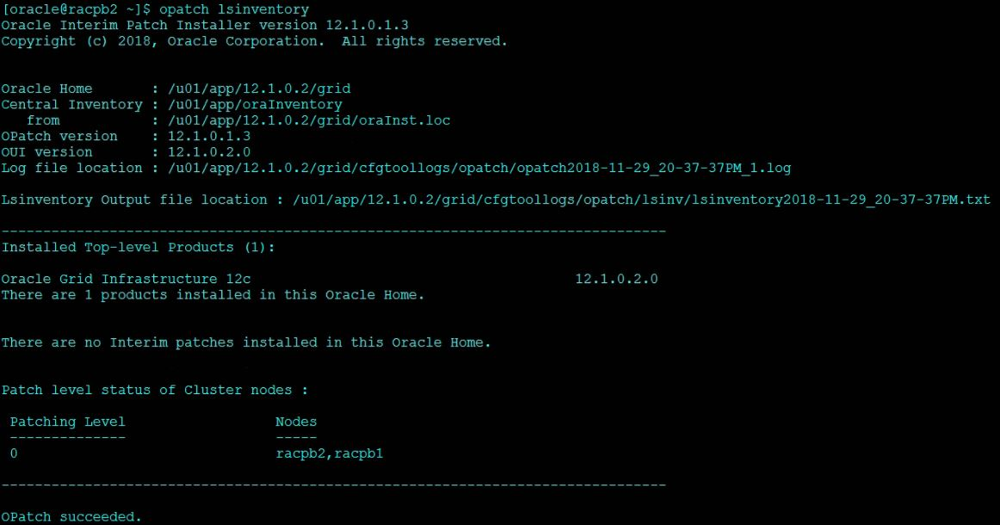 [oracle@racpb2 ~]$ opatch lsinventory
Oracle Interim Patch Installer version 12.1.0.1.3
Copyright (c) 2018, Oracle Corporation.  All rights reserved.
Oracle Home       : /u01/app/12.1.0.2/grid
Central Inventory : /u01/app/oraInventory
   from           : /u01/app/12.1.0.2/grid/oraInst.loc
OPatch version    : 12.1.0.1.3
OUI version       : 12.1.0.2.0
Log file location : /u01/app/12.1.0.2/grid/cfgtoollogs/opatch/opatch2018-11-29_20-37-37PM_1.log
Lsinventory Output file location : /u01/app/12.1.0.2/grid/cfgtoollogs/opatch/lsinv/lsinventory2018-11-29_20-37-37PM.txt
--------------------------------------------------------------------------------
Installed Top-level Products (1):
Oracle Grid Infrastructure 12c                                       12.1.0.2.0
There are 1 products installed in this Oracle Home.
There are no Interim patches installed in this Oracle Home.
Patch level status of Cluster nodes :
 Patching Level                  Nodes
 --------------                  -----
 0                               racpb2,racpb1
--------------------------------------------------------------------------------
OPatch succeeded.